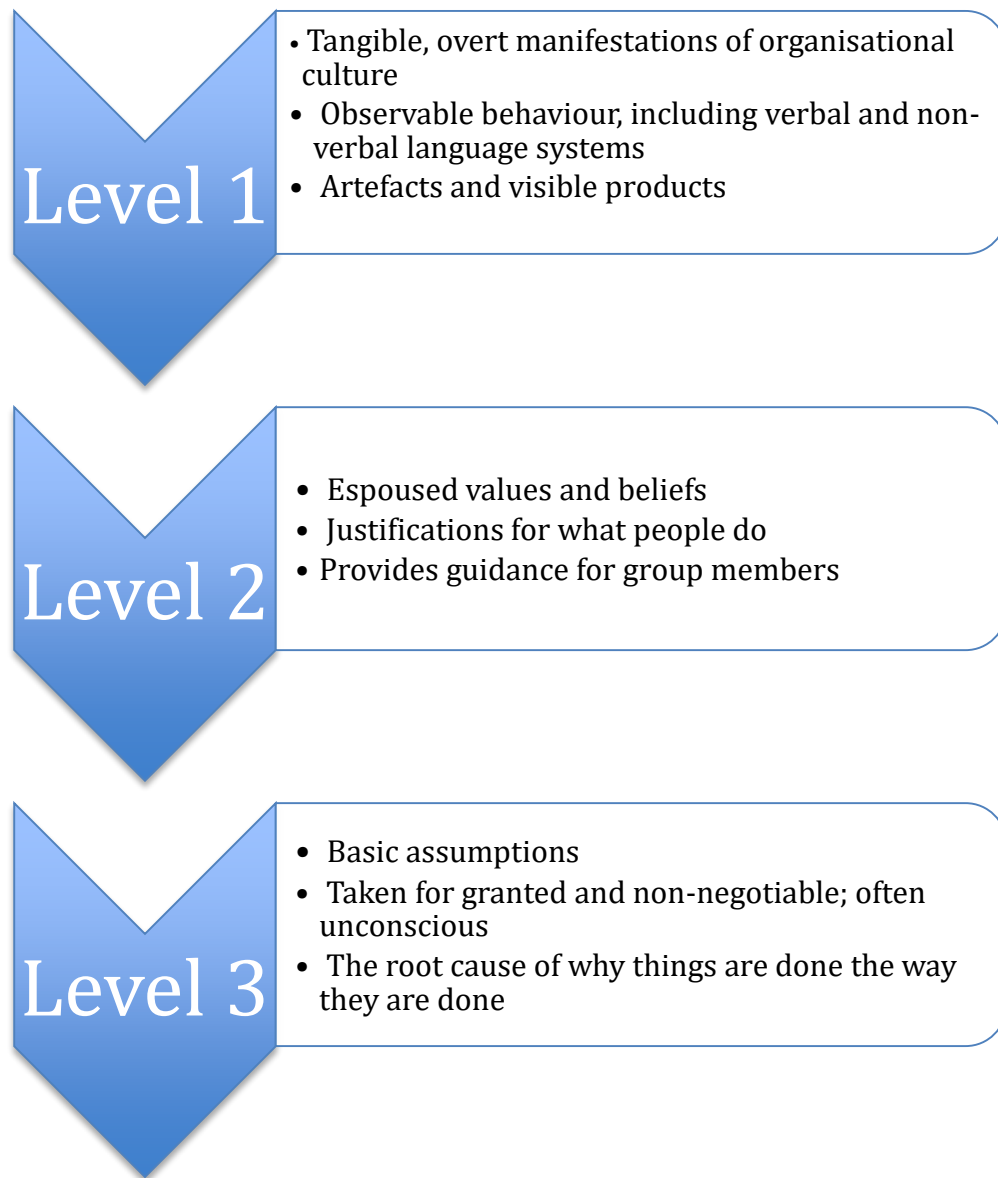 Level 1
• Tangible, overt manifestations of organisational
culture
• Observable behaviour, including verbal and non-
verbal language systems
• Artefacts and visible products
Level 2
• Espoused values and beliefs
• Justifications for what people do
• Provides guidance for group members
Level 3
• Basic assumptions
• Taken for granted and non-negotiable; often
unconscious
• The root cause of why things are done the way
they are done